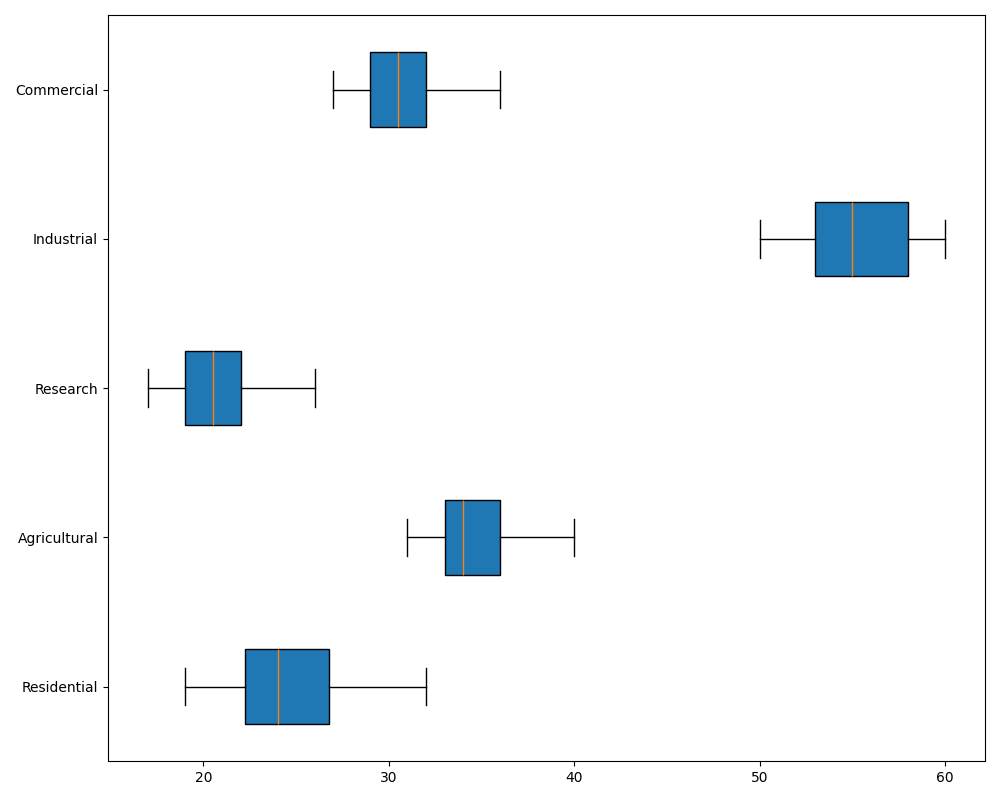 Commercial
Industrial
Research
Agricultural
Residential
20 30 40 50 60